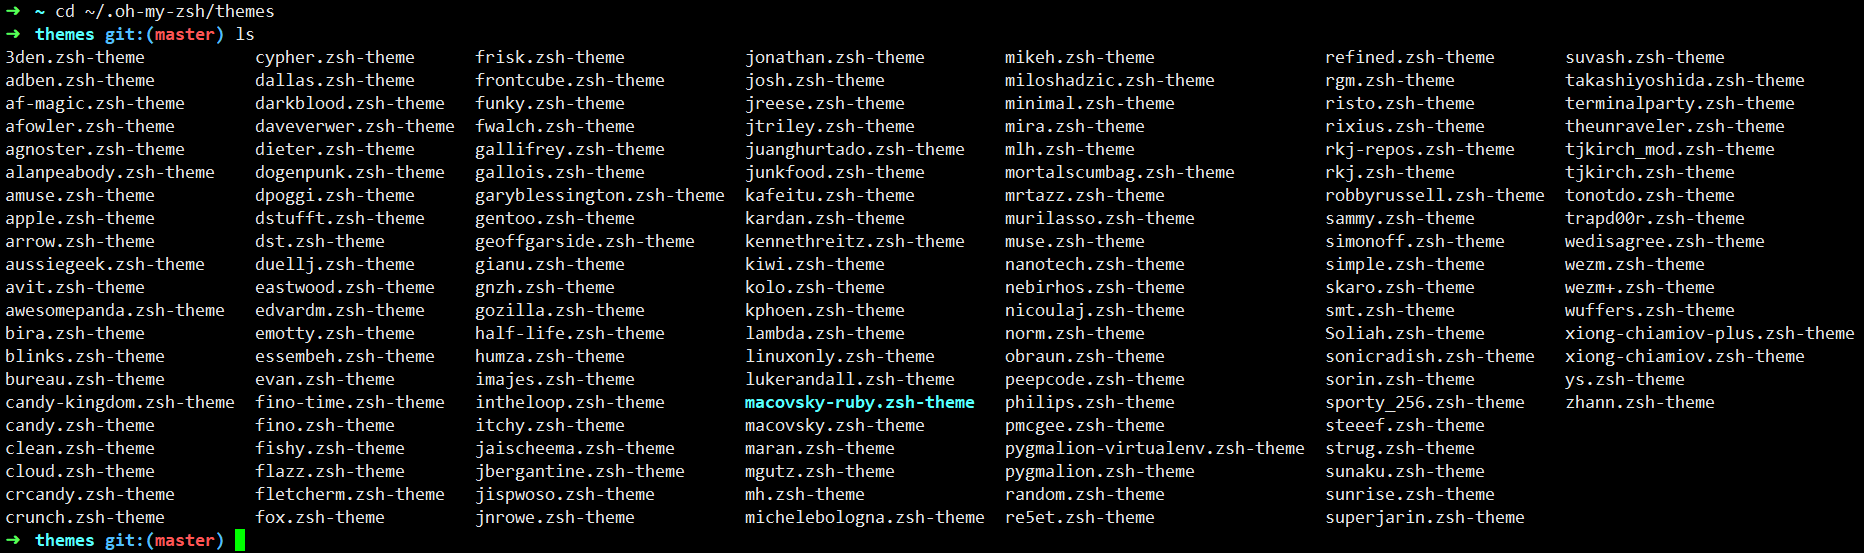 ➜ ~ cd ~/.oh-my-zsh/themes
➜ themes git:(master) ls
3den.zsh-theme cypher.zsh-theme frisk.zsh-theme jonathan.zsh-theme mikeh.zsh-theme refined.zsh-theme suvash.zsh-theme
adben.zsh-theme dallas.zsh-theme frontcube.zsh-theme josh.zsh-theme miloshadzic.zsh-theme rgm.zsh-theme takashiyoshida.zsh-theme
af-magic.zsh-theme darkblood.zsh-theme funky.zsh-theme jreese.zsh-theme minimal.zsh-theme risto.zsh-theme terminalparty.zsh-theme
afowler.zsh-theme daveverwer.zsh-theme fwalch.zsh-theme jtriley.zsh-theme mira.zsh-theme rixius.zsh-theme theunraveler.zsh-theme
agnoster.zsh-theme dieter.zsh-theme gallifrey.zsh-theme juanghurtado.zsh-theme mlh.zsh-theme rkj-repos.zsh-theme tjkirch_mod.zsh-theme
alanpeabody.zsh-theme dogenpunk.zsh-theme gallois.zsh-theme junkfood.zsh-theme mortalscumbag.zsh-theme rkj.zsh-theme tjkirch.zsh-theme
amuse.zsh-theme dpoggi.zsh-theme garyblessington.zsh-theme kafeitu.zsh-theme mrtazz.zsh-theme robbyrussell.zsh-theme tonotdo.zsh-theme
apple.zsh-theme dstufft.zsh-theme gentoo.zsh-theme kardan.zsh-theme murilasso.zsh-theme sammy.zsh-theme trapd00r.zsh-theme
arrow.zsh-theme dst.zsh-theme geoffgarside.zsh-theme kennethreitz.zsh-theme muse.zsh-theme simonoff.zsh-theme wedisagree.zsh-theme
aussiegeek.zsh-theme duellj.zsh-theme gianu.zsh-theme kiwi.zsh-theme nanotech.zsh-theme simple.zsh-theme wezm.zsh-theme
avit.zsh-theme eastwood.zsh-theme gnzh.zsh-theme kolo.zsh-theme nebirhos.zsh-theme skaro.zsh-theme wezm+.zsh-theme
awesomepanda.zsh-theme edvardm.zsh-theme gozilla.zsh-theme kphoen.zsh-theme nicoulaj.zsh-theme smt.zsh-theme wuffers.zsh-theme
bira.zsh-theme emotty.zsh-theme half-life.zsh-theme lambda.zsh-theme norm.zsh-theme Soliah.zsh-theme xiong-chiamiov-plus.zsh-theme
blinks.zsh-theme essembeh.zsh-theme humza.zsh-theme linuxonly.zsh-theme obraun.zsh-theme sonicradish.zsh-theme xiong-chiamiov.zsh-theme
bureau.zsh-theme evan.zsh-theme imajes.zsh-theme lukerandall.zsh-theme peepcode.zsh-theme sorin.zsh-theme ys.zsh-theme
candy-kingdom.zsh-theme fino-time.zsh-theme intheloop.zsh-theme macovsky-ruby.zsh-theme philips.zsh-theme sporty_256.zsh-theme zhann.zsh-theme
candy.zsh-theme fino.zsh-theme itchy.zsh-theme macovsky.zsh-theme pmcgee.zsh-theme steeef.zsh-theme
clean.zsh-theme fishy.zsh-theme jaischeema.zsh-theme maran.zsh-theme pygmalion-virtualenv.zsh-theme strug.zsh-theme
cloud.zsh-theme flazz.zsh-theme jbergantine.zsh-theme mgutz.zsh-theme pygmalion.zsh-theme sunaku.zsh-theme
crcandy.zsh-theme fletcherm.zsh-theme jispwoso.zsh-theme mh.zsh-theme random.zsh-theme sunrise.zsh-theme
crunch.zsh-theme fox.zsh-theme jnrowe.zsh-theme michelebologna.zsh-theme re5et.zsh-theme superjarin.zsh-theme
➜ themes git:(master)